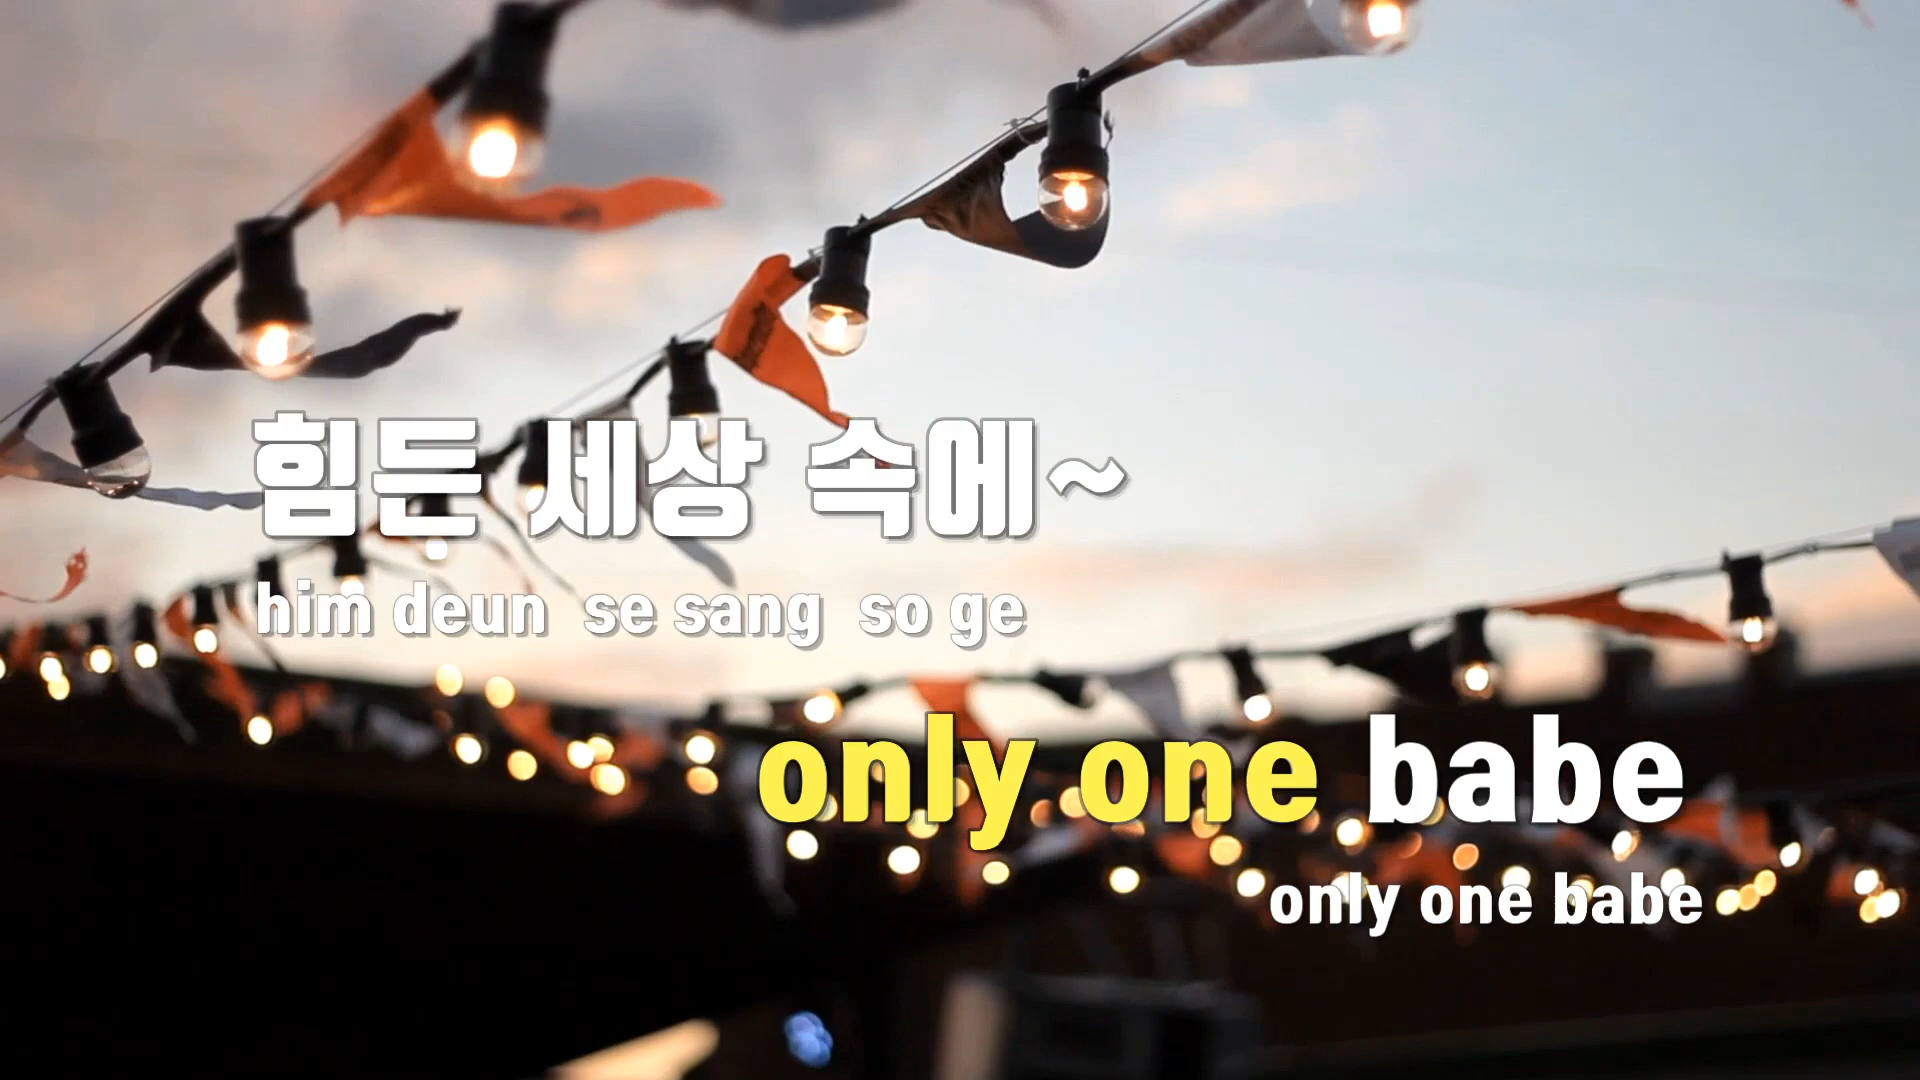 힘든 세상 속에~
him deun se sang so ge
only one babe
only one babe